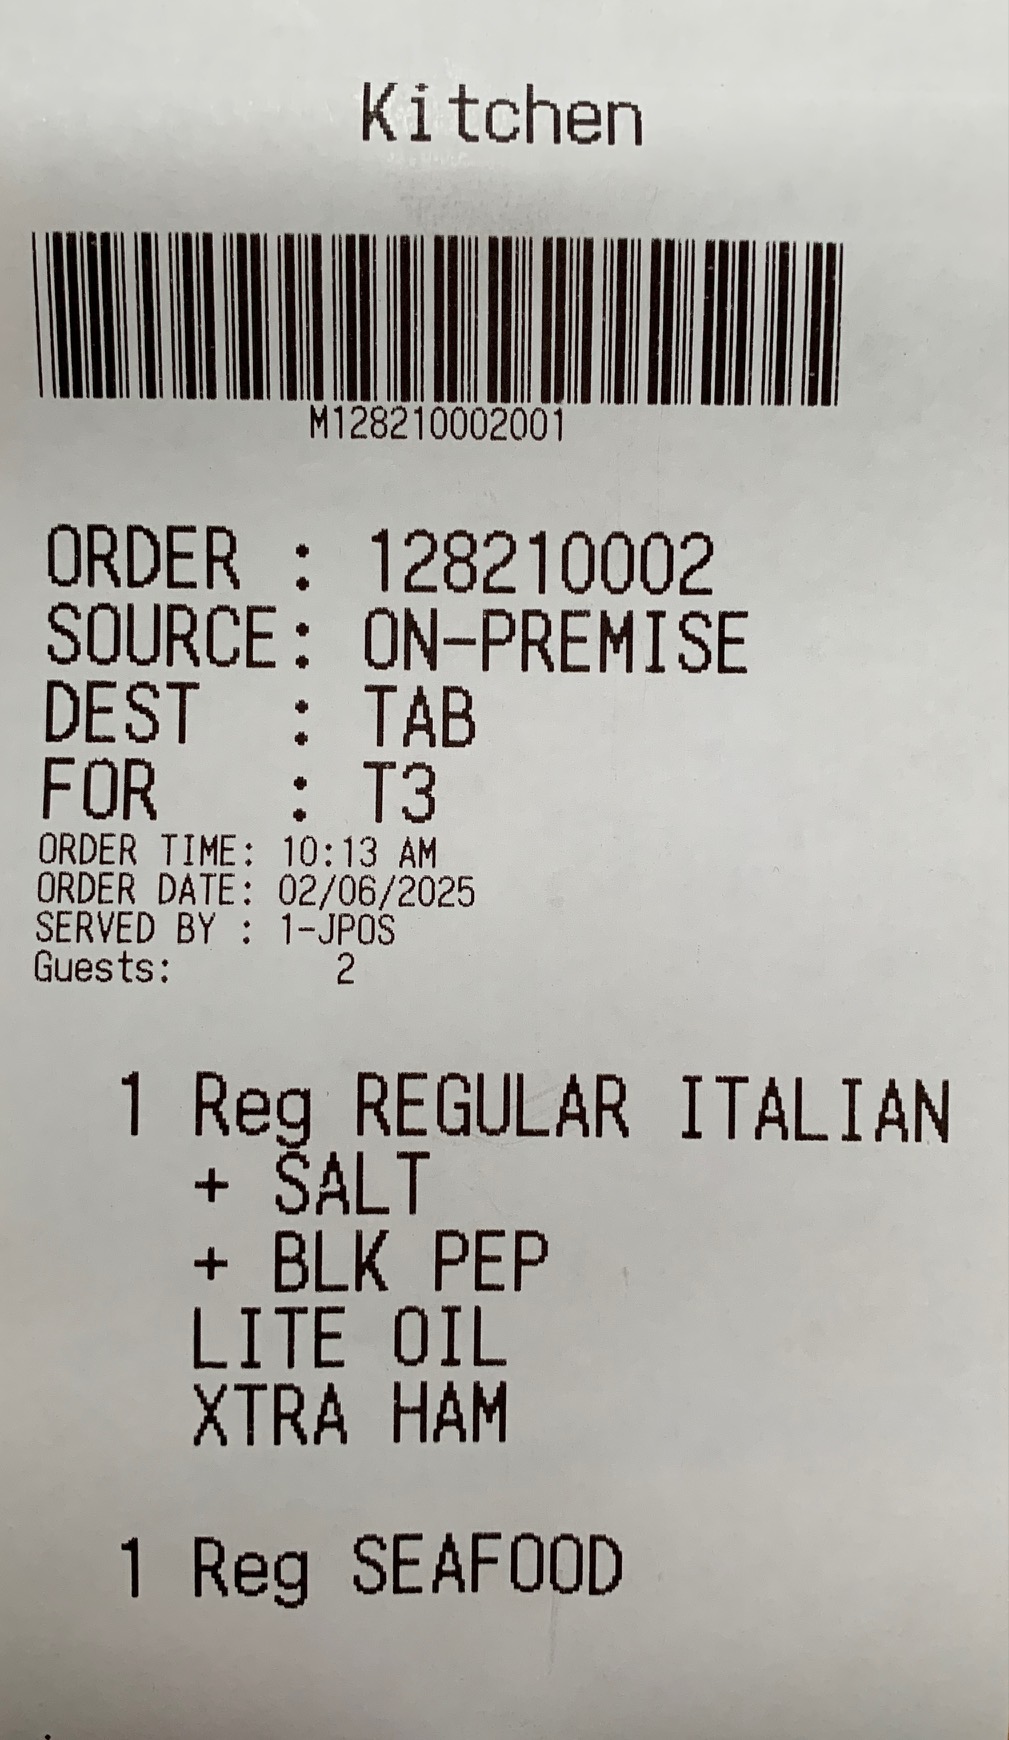 Kitchen
M128210002001
ORDER : 128210002
SOURCE: ON-PREMISE
DEST : TAB
FOR : T3
ORDER TIME: 10:13 AM
ORDER DATE: 02/06/2025
SERVED BY : 1-JPOS
Guests: 2
1 Reg REGULAR ITALIAN
+ SALT
+ BLK PEP
LITE OIL
XTRA HAM
1 Reg SEAFOOD